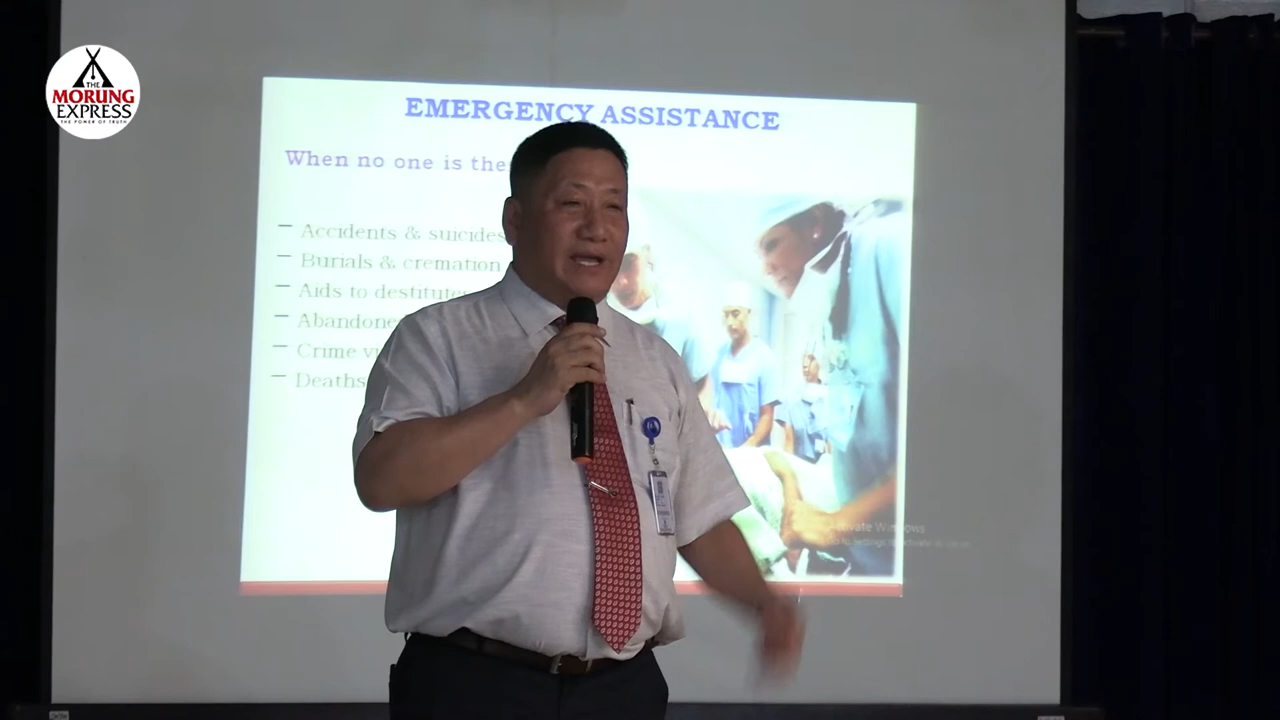 THE
MORUNG
EXPRESS
THE POWER OF TRUTH
EMERGENCY ASSISTANCE
When no one is the
Accidents & suicides
Burials & cremation
Aids to destitute
Abandone
Crime v
Deaths